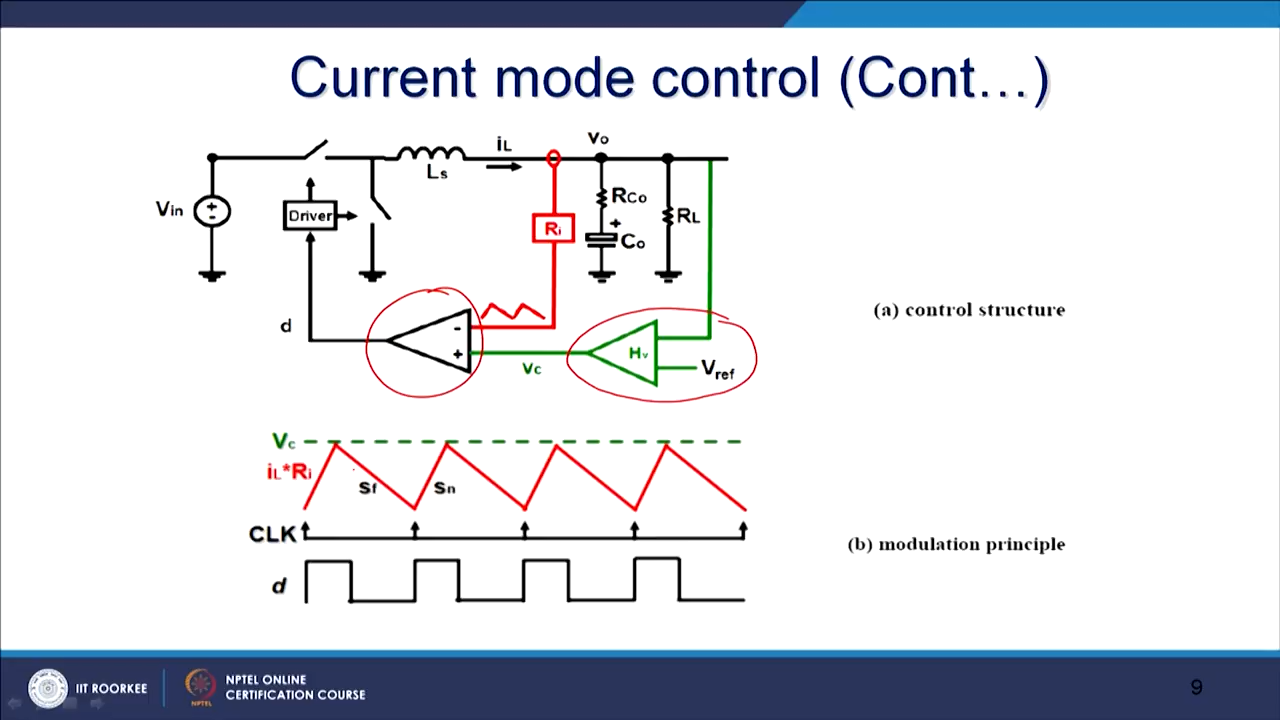 Current mode control (Cont…)
Vo
iL
Ls
RCo
Vin
Driver
Ri
+
RL
Co
(a) control structure
d
-
+
Hv
Vc
Vref
Vc
iL*Ri
Sf
Sn
CLK
(b) modulation principle
d
IIT ROORKEE
NPTEL ONLINE
CERTIFICATION COURSE
NPTEL
9